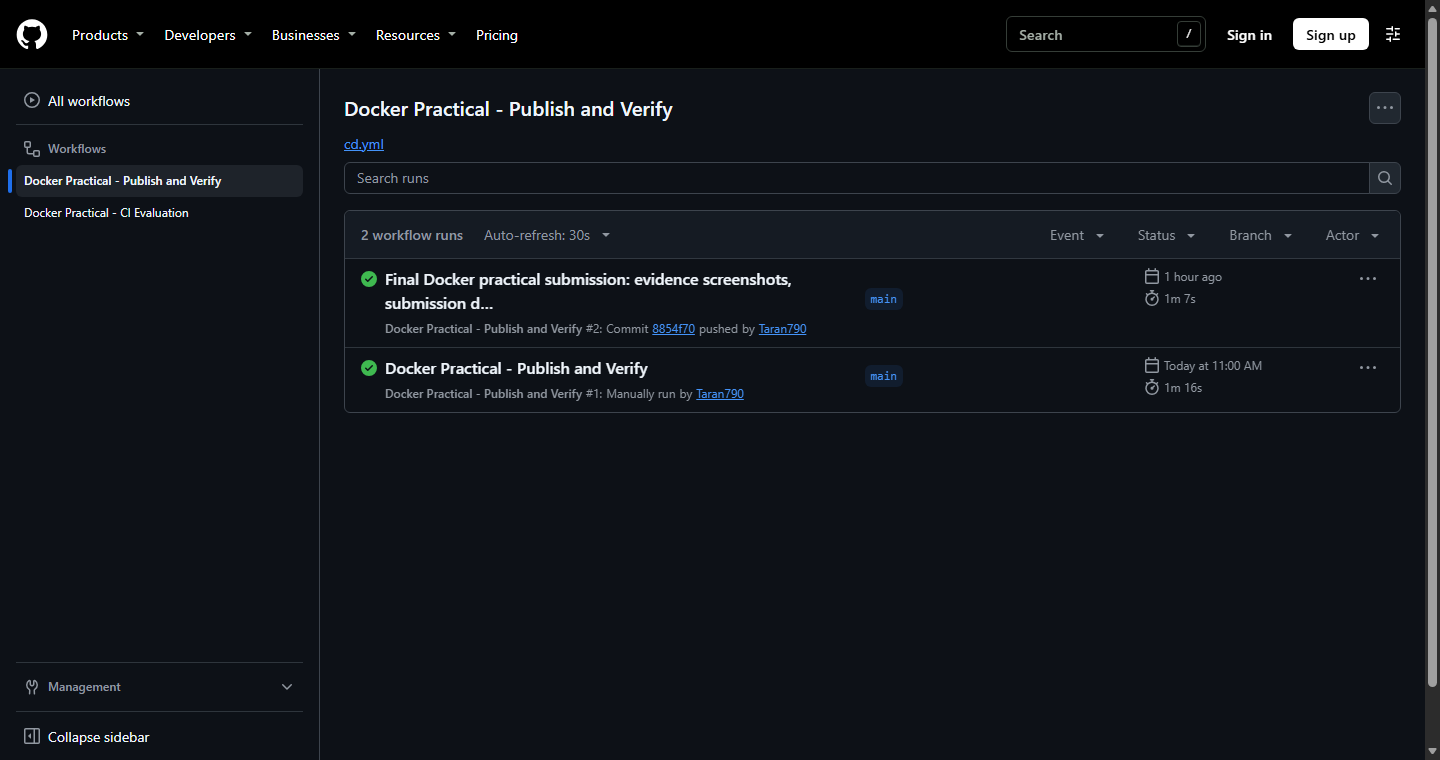 Products Developers Businesses Resources Pricing Search / Sign in Sign up
All workflows
Workflows
Docker Practical - Publish and Verify
Docker Practical - CI Evaluation
Management
Collapse sidebar
Docker Practical - Publish and Verify
cd.yml
Search runs
2 workflow runs Auto-refresh: 30s Event Status Branch Actor
Final Docker practical submission: evidence screenshots,
submission d...
Docker Practical - Publish and Verify #2: Commit 8854f70 pushed by Taran790
main
1 hour ago
1m 7s
Docker Practical - Publish and Verify
Docker Practical - Publish and Verify #1: Manually run by Taran790
main
Today at 11:00 AM
1m 16s